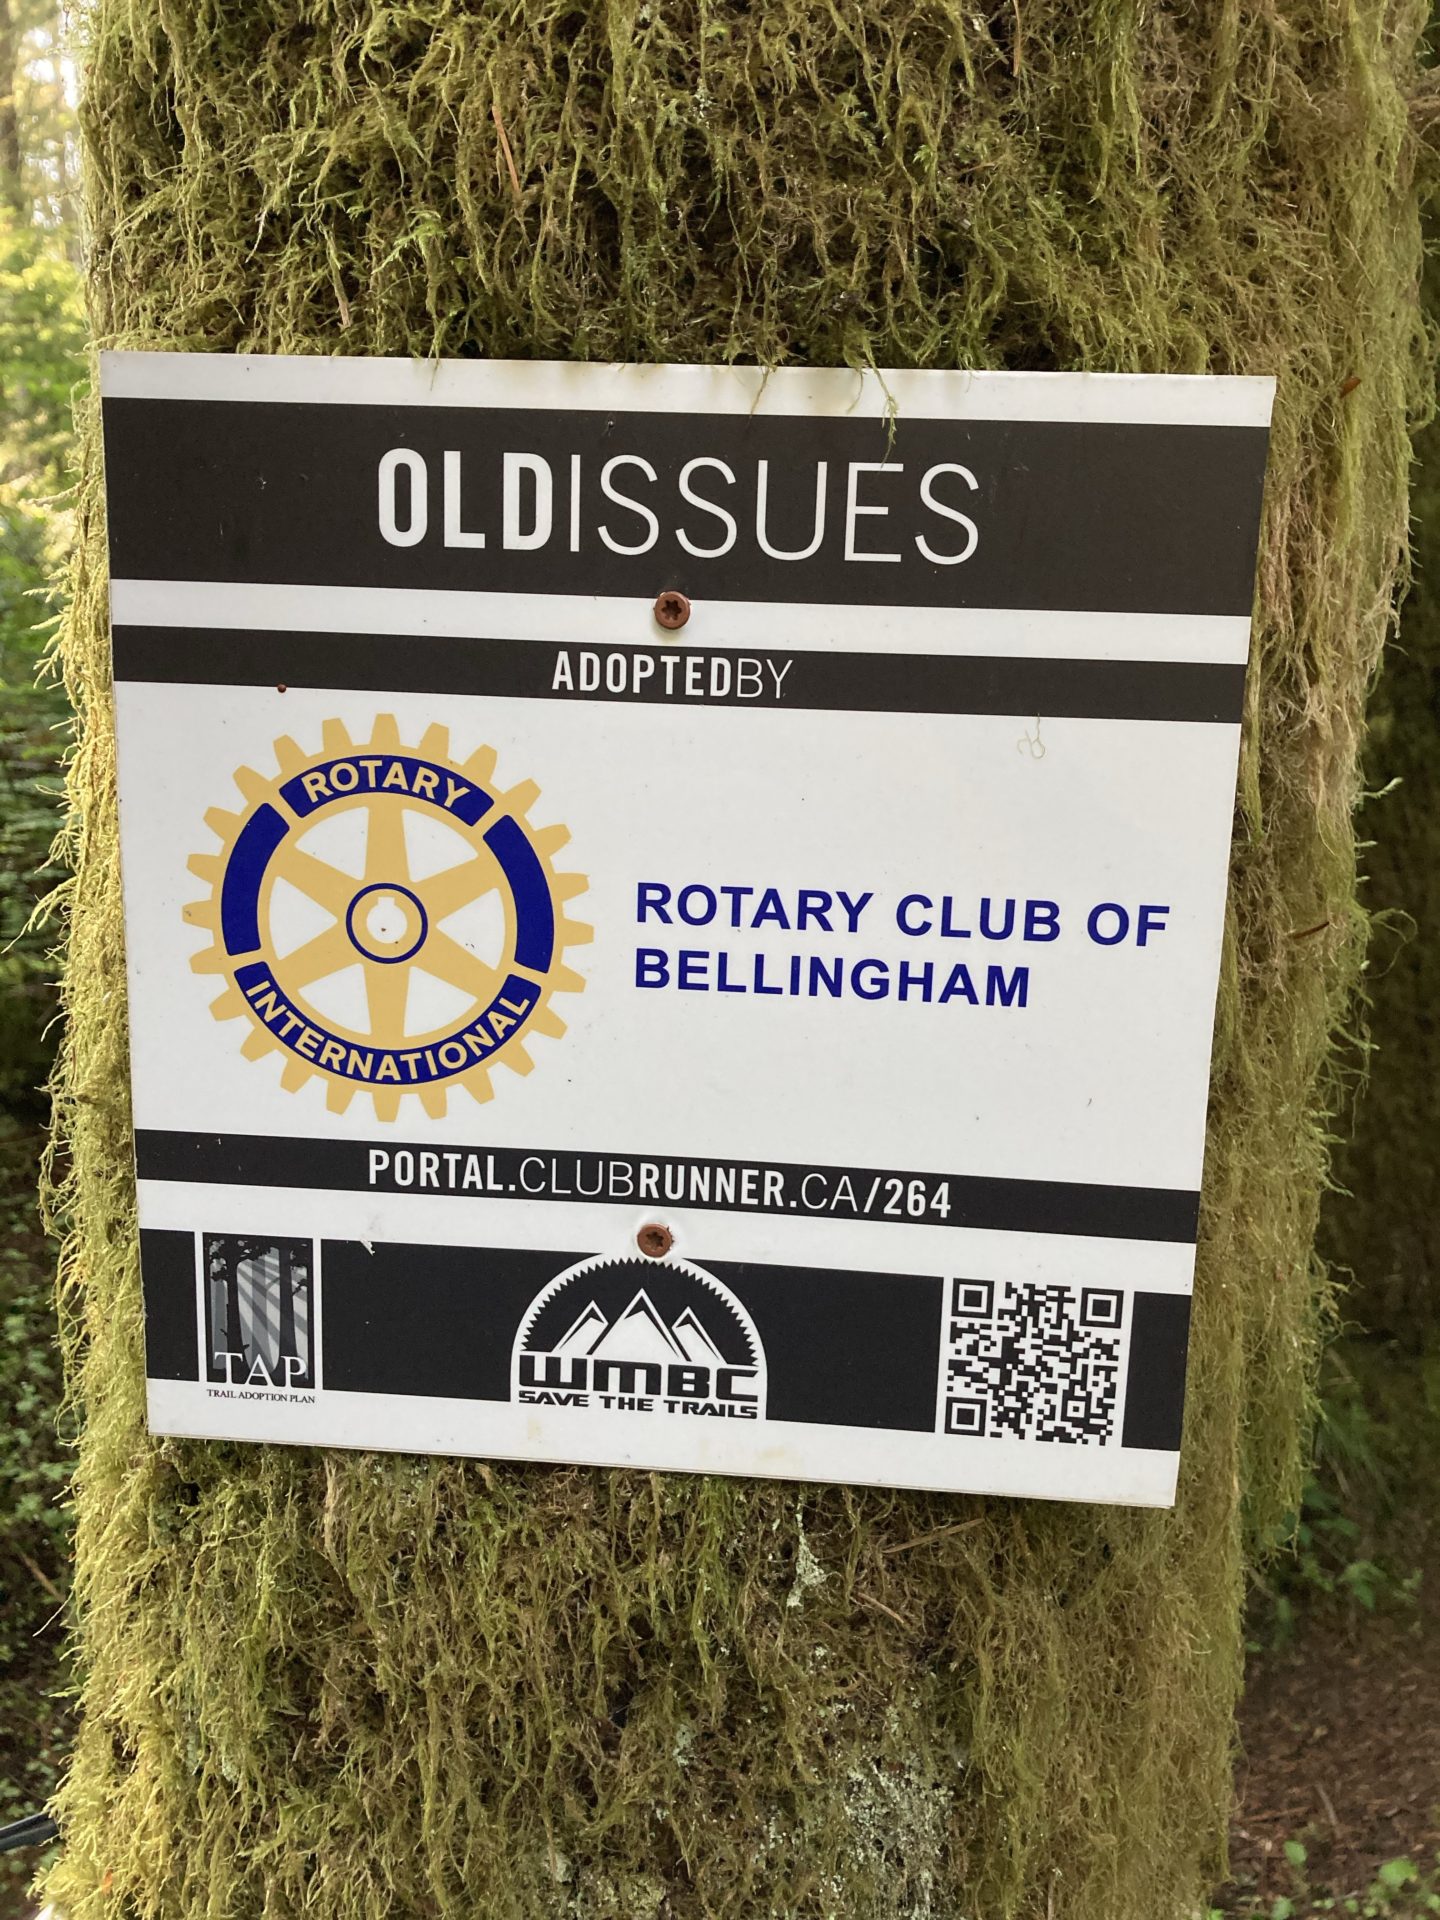 OLDISSUES
ADOPTEDBY
ROTARY
INTERNATIONAL
ROTARY CLUB OF
BELLINGHAM
PORTAL.CLUBRUNNER.CA/264
TAP
TRAIL ADOPTION PLAN
WMBC
SAVE THE TRAILS